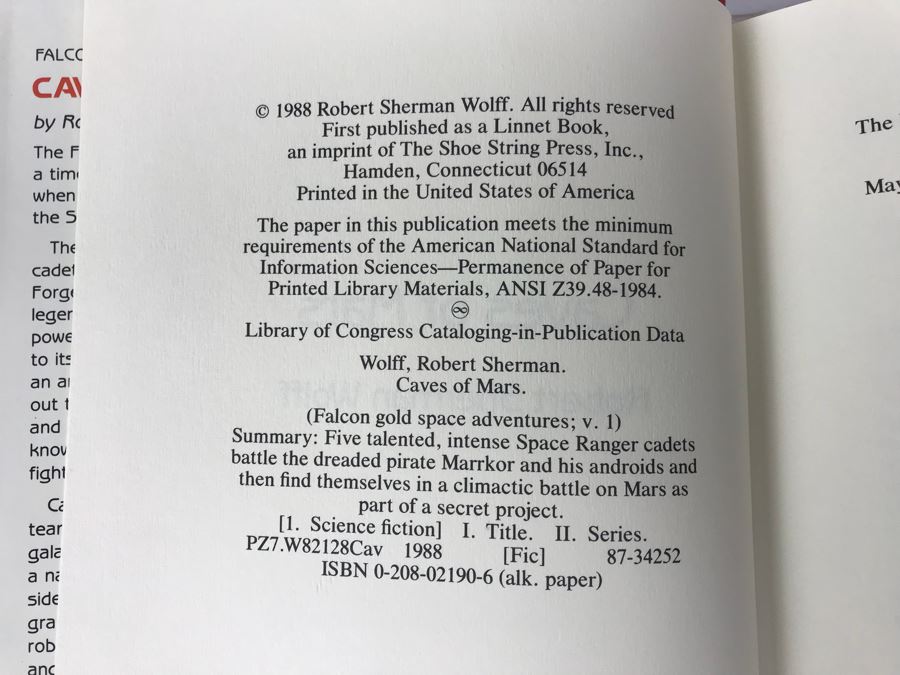 FALCO
CAV
by Ro
The F
a time
when
the S
The
cadet
Forge
leger
powe
to its
an ar
out t
and
know
fight
Ca
tear
gala
a na
side
gra
rob
and
© 1988 Robert Sherman Wolff. All rights reserved
First published as a Linnet Book,
an imprint of The Shoe String Press, Inc.,
Hamden, Connecticut 06514
Printed in the United States of America
The paper in this publication meets the minimum
requirements of the American National Standard for
Information Sciences—Permanence of Paper for
Printed Library Materials, ANSI Z39.48-1984.
♾
Library of Congress Cataloging-in-Publication Data
Wolff, Robert Sherman.
Caves of Mars.
(Falcon gold space adventures; v. 1)
Summary: Five talented, intense Space Ranger cadets
battle the dreaded pirate Marrkor and his androids and
then find themselves in a climactic battle on Mars as
part of a secret project.
[1. Science fiction] I. Title. II. Series.
PZ7.W82128Cav 1988 [Fic] 87-34252
ISBN 0-208-02190-6 (alk. paper)
The
May